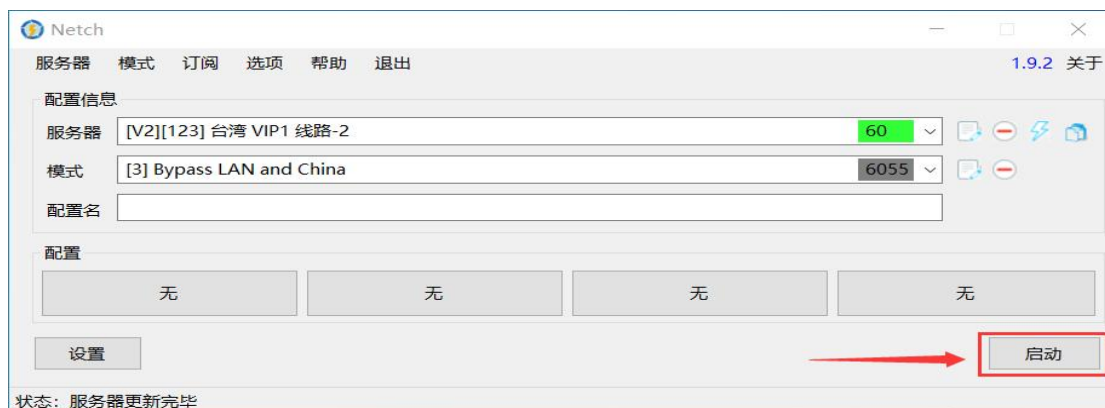 Netch
服务器 模式 订阅 选项 帮助 退出 1.9.2 关于
配置信息
服务器 [V2][123] 台湾 VIP1 线路-2 60
模式 [3] Bypass LAN and China 6055
配置名
配置
无 无 无 无
设置 启动
状态：服务器更新完毕